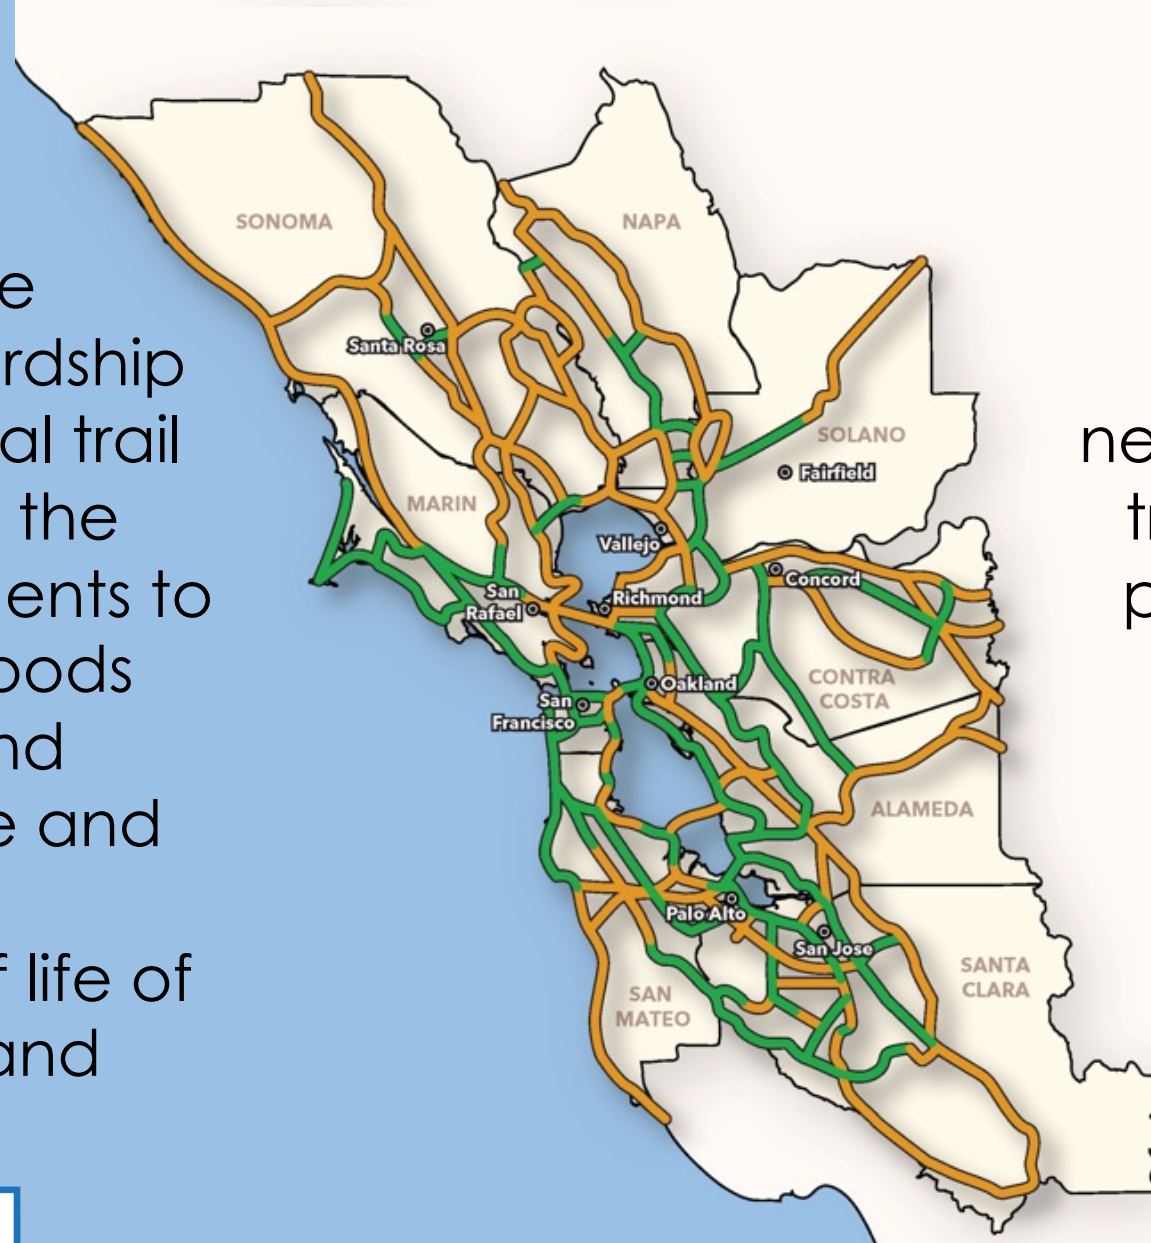 SONOMA
NAPA
e
Santa Rosa
rdship
al trail
SOLANO
ne
Fairfield
MARIN
the
tr
Vallejo
Concord
ents to
San
Rafael
Richmond
p
oods
CONTRA
COSTA
Oakland
San
Francisco
nd
e and
ALAMEDA
Palo Alto
San Jose
f life of
SANTA
CLARA
SAN
MATEO
and